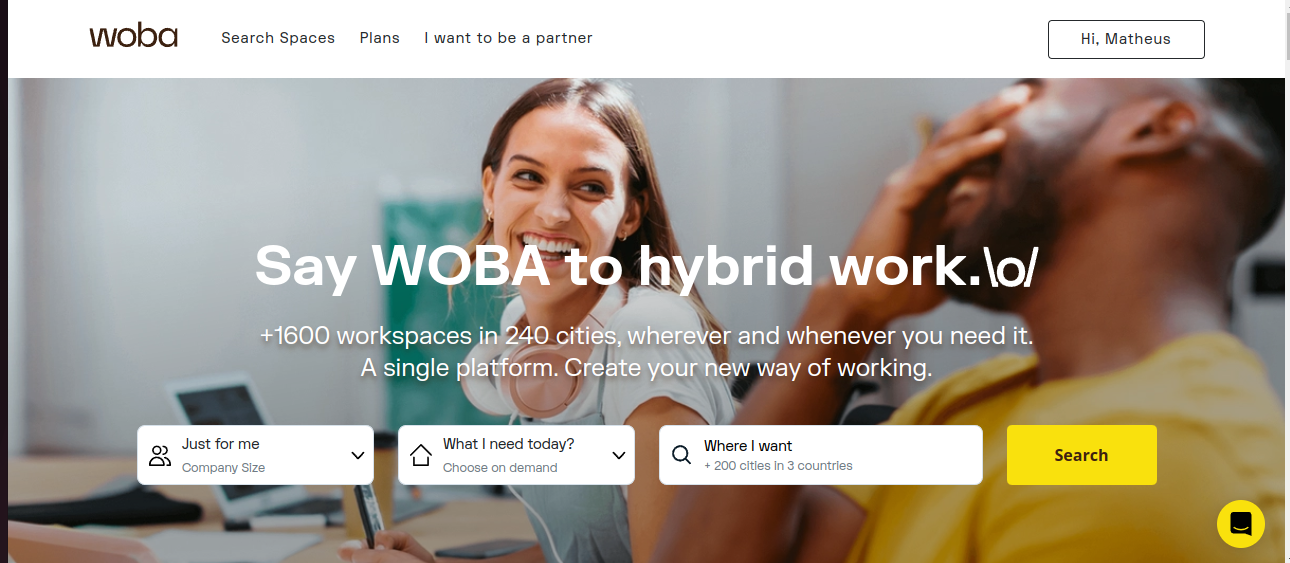 woba
Search Spaces
Plans
I want to be a partner
Hi, Matheus
Say WOBA to hybrid work.\o/
+1600 workspaces in 240 cities, wherever and whenever you need it.
A single platform. Create your new way of working.
Just for me
Company Size
What I need today?
Choose on demand
Where I want
+ 200 cities in 3 countries
Search